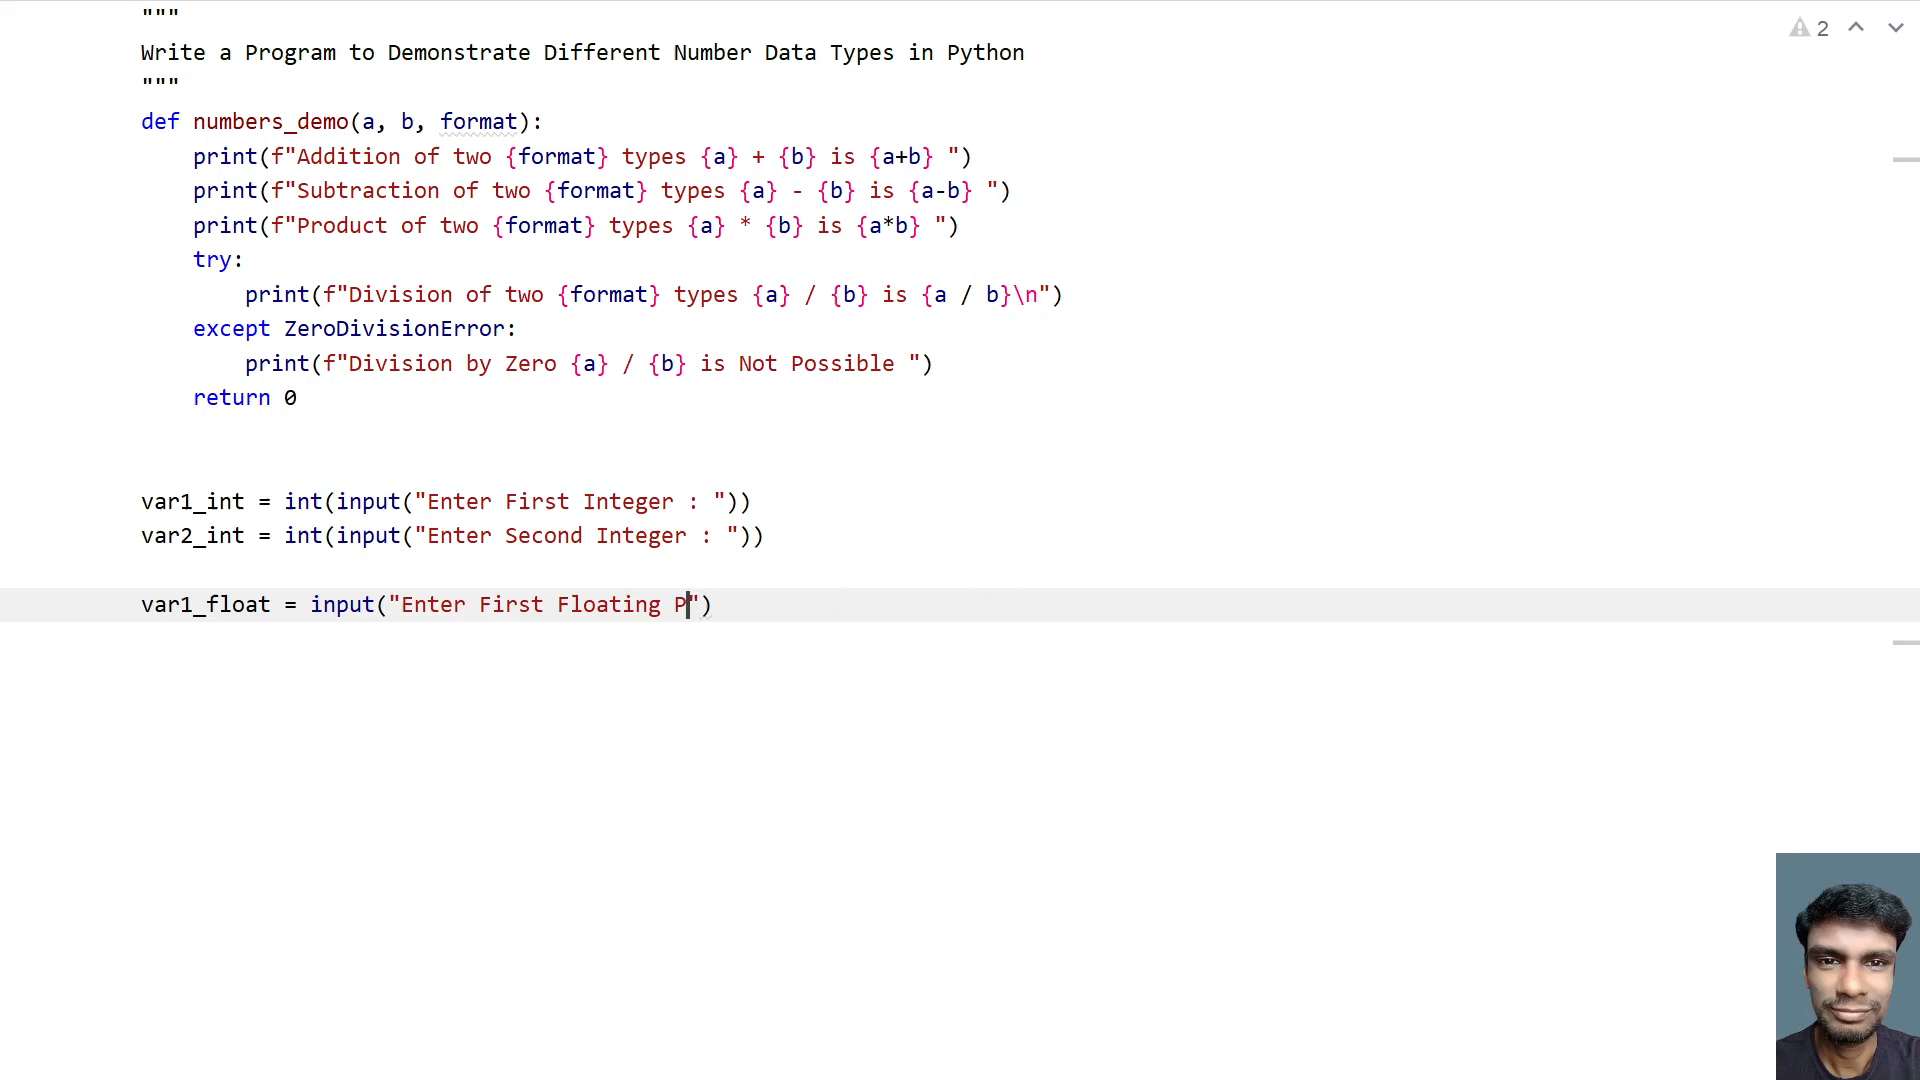 """
2
Write a Program to Demonstrate Different Number Data Types in Python
"""
def numbers_demo(a, b, format):
    print(f"Addition of two {format} types {a} + {b} is {a+b} ")
    print(f"Subtraction of two {format} types {a} - {b} is {a-b} ")
    print(f"Product of two {format} types {a} * {b} is {a*b} ")
    try:
        print(f"Division of two {format} types {a} / {b} is {a / b}\n")
    except ZeroDivisionError:
        print(f"Division by Zero {a} / {b} is Not Possible ")
    return 0
var1_int = int(input("Enter First Integer : "))
var2_int = int(input("Enter Second Integer : "))
var1_float = input("Enter First Floating P")